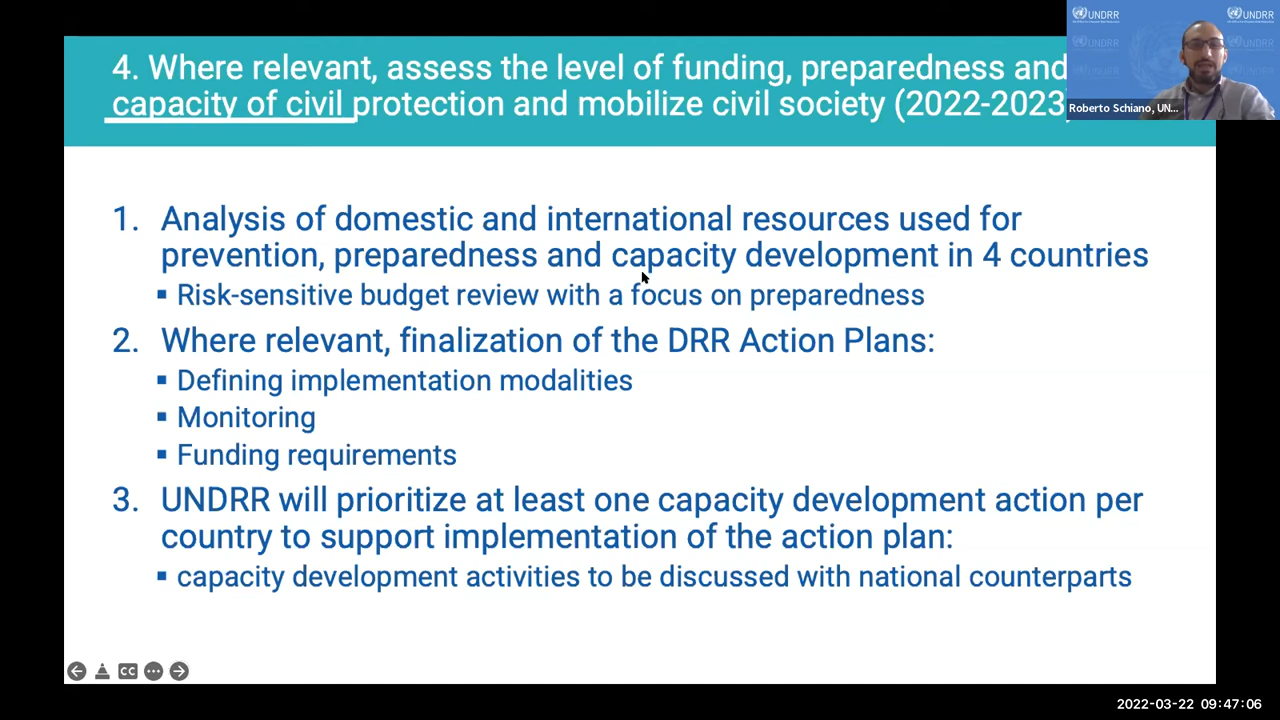 UNDRR
UNDRR
4. Where relevant, assess the level of funding, preparedness and
capacity of civil protection and mobilize civil society (2022-2023)
Roberto Schiano, UN...
1. Analysis of domestic and international resources used for
prevention, preparedness and capacity development in 4 countries
▪ Risk-sensitive budget review with a focus on preparedness
2. Where relevant, finalization of the DRR Action Plans:
▪ Defining implementation modalities
▪ Monitoring
▪ Funding requirements
3. UNDRR will prioritize at least one capacity development action per
country to support implementation of the action plan:
▪ capacity development activities to be discussed with national counterparts
CC
2022-03-22 09:47:06